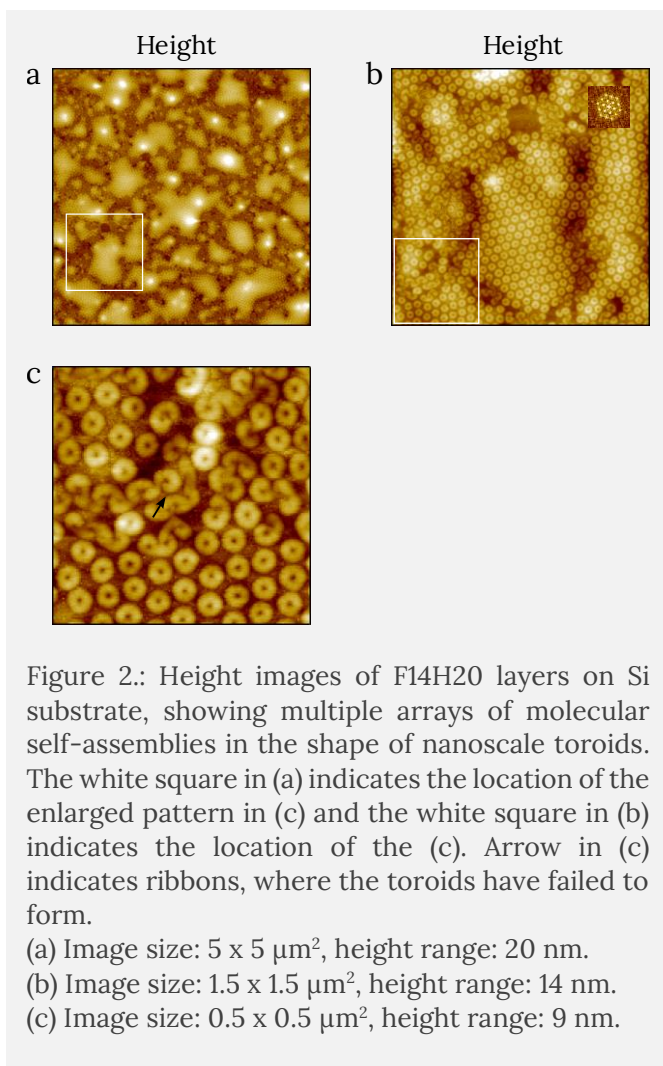 Height
Height
a
b
c
Figure 2.: Height images of F14H20 layers on Si
substrate, showing multiple arrays of molecular
self-assemblies in the shape of nanoscale toroids.
The white square in (a) indicates the location of the
enlarged pattern in (c) and the white square in (b)
indicates the location of the (c). Arrow in (c)
indicates ribbons, where the toroids have failed to
form.
(a) Image size: 5 x 5 μm², height range: 20 nm.
(b) Image size: 1.5 x 1.5 μm², height range: 14 nm.
(c) Image size: 0.5 x 0.5 μm², height range: 9 nm.